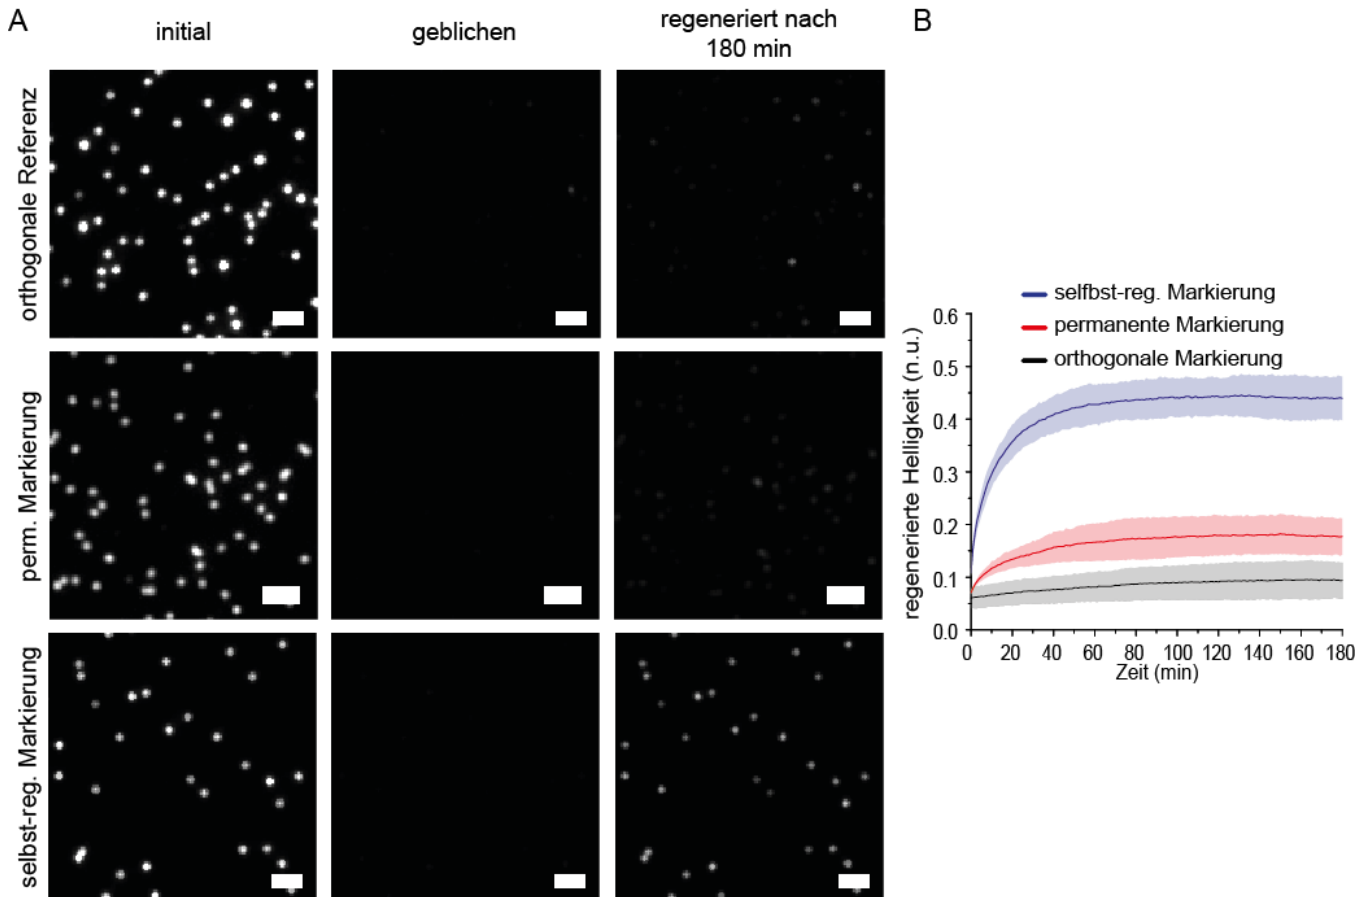 A
initial
geblichen
regeneriert nach
180 min
B
orthogonale Referenz
perm. Markierung
selbst-reg. Markierung
selfbst-reg. Markierung
permanente Markierung
orthogonale Markierung
regenerierte Helligkeit (n.u.)
0.6
0.5
0.4
0.3
0.2
0.1
0.0
0 20 40 60 80 100 120 140 160 180
Zeit (min)